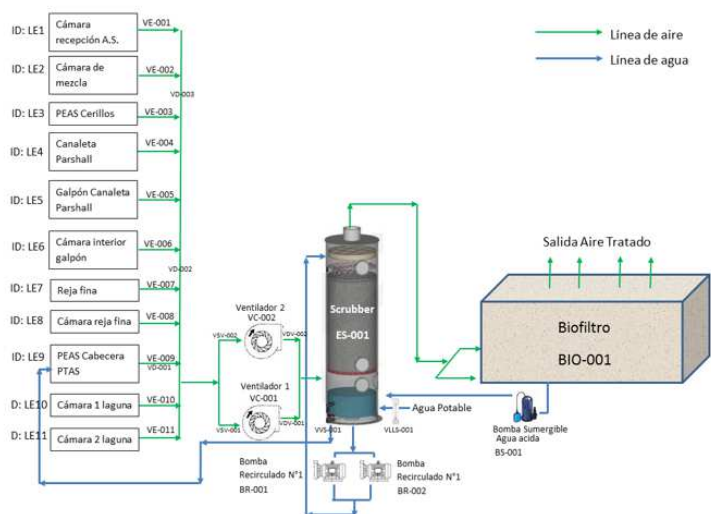 ID: LE1
Cámara
recepción A.S.
VE-001
ID: LE2
Cámara de
mezcla
VE-002
VD-003
ID: LE3
PEAS Cerillos
VE-003
ID: LE4
Canaleta
Parshall
VE-004
ID: LE5
Galpón Canaleta
Parshall
VE-005
ID: LE6
Cámara interior
galpón
VE-006
VD-002
ID: LE7
Reja fina
VE-007
ID: LE8
Cámara reja fina
VE-008
ID: LE9
PEAS Cabecera
PTAS
VE-009
VD-001
D: LE10
Cámara 1 laguna
VE-010
D: LE11
Cámara 2 laguna
VE-011
Línea de aire
Línea de agua
Ventilador 2
VC-002
VSV-002
VDV-002
Ventilador 1
VC-001
VSV-001
VDV-001
Scrubber
ES-001
VVS-001
Agua Potable
VLLS-001
Bomba
Recirculado N°1
BR-001
Bomba
Recirculado N°1
BR-002
Salida Aire Tratado
Biofiltro
BIO-001
Bomba Sumergible
Agua acida
BS-001